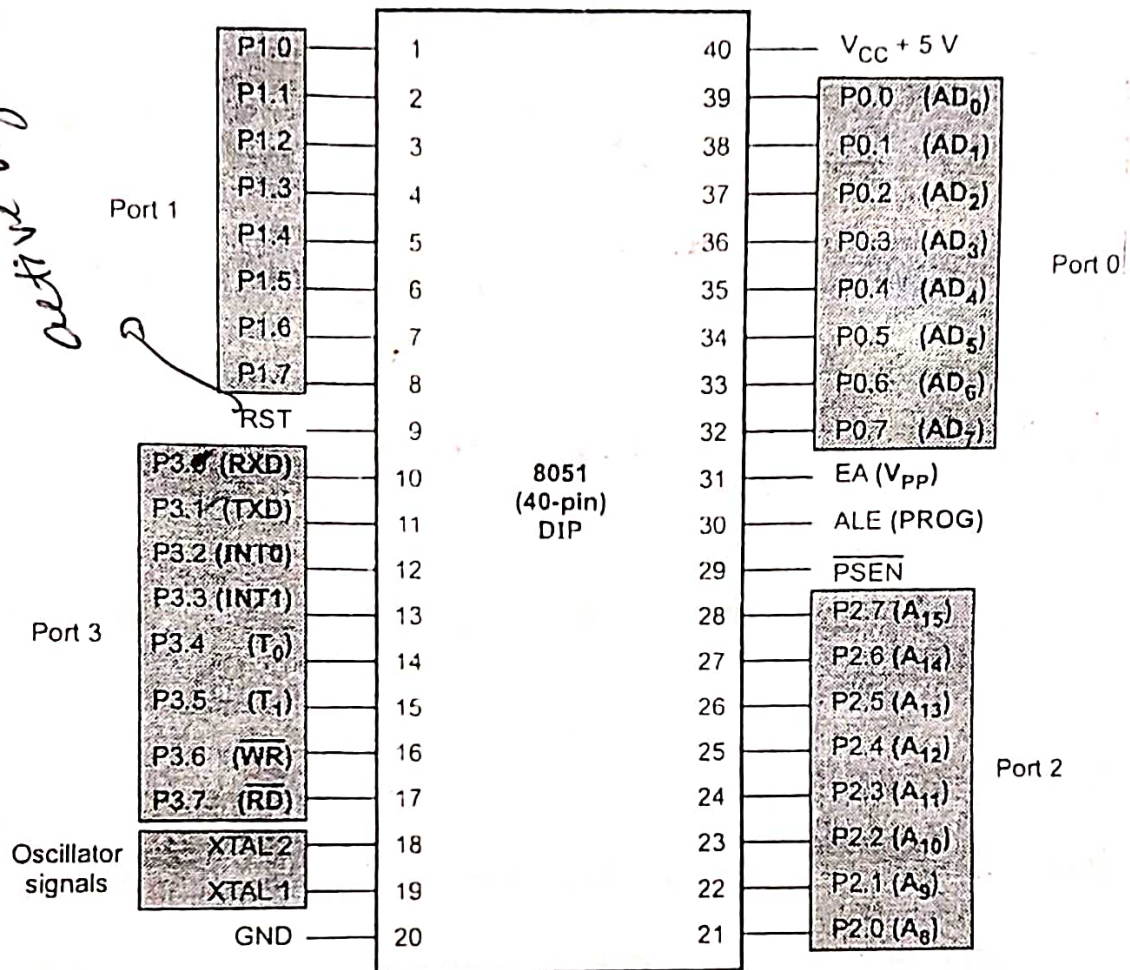 active
P1.0 1
P1.1 2
P1.2 3
P1.3 4
Port 1
P1.4 5
P1.5 6
P1.6 7
P1.7 8
RST 9
P3.0 (RXD) 10
P3.1 (TXD) 11
P3.2 (INT0) 12
P3.3 (INT1) 13
Port 3
P3.4 (T₀) 14
P3.5 (T₁) 15
P3.6 (W̅R̅) 16
P3.7 (R̅D̅) 17
Oscillator
signals
XTAL 2 18
XTAL 1 19
GND 20
8051
(40-pin)
DIP
40 V_CC + 5 V
39 P0.0 (AD₀)
38 P0.1 (AD₁)
37 P0.2 (AD₂)
36 P0.3 (AD₃)
Port 0
35 P0.4 (AD₄)
34 P0.5 (AD₅)
33 P0.6 (AD₆)
32 P0.7 (AD₇)
31 EA (V_PP)
30 ALE (PROG)
29 P̅S̅E̅N̅
28 P2.7 (A₁₅)
27 P2.6 (A₁₄)
26 P2.5 (A₁₃)
25 P2.4 (A₁₂)
Port 2
24 P2.3 (A₁₁)
23 P2.2 (A₁₀)
22 P2.1 (A₉)
21 P2.0 (A₈)